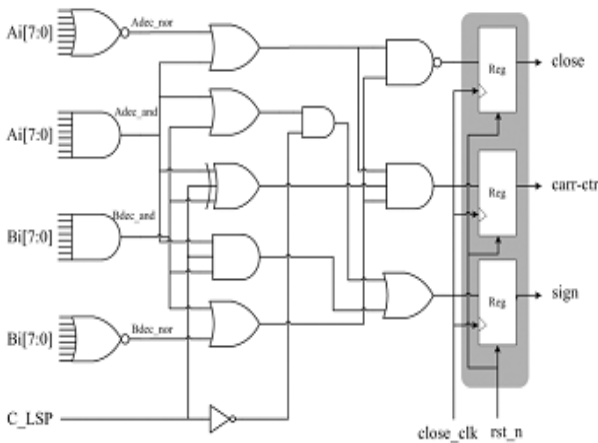 Ai[7:0]
Adec_nor
Reg
close
Ai[7:0]
Adec_and
Reg
carr-ctr
Bi[7:0]
Bdec_and
Reg
sign
Bi[7:0]
Bdec_nor
C_LSP
close_clk
rst_n